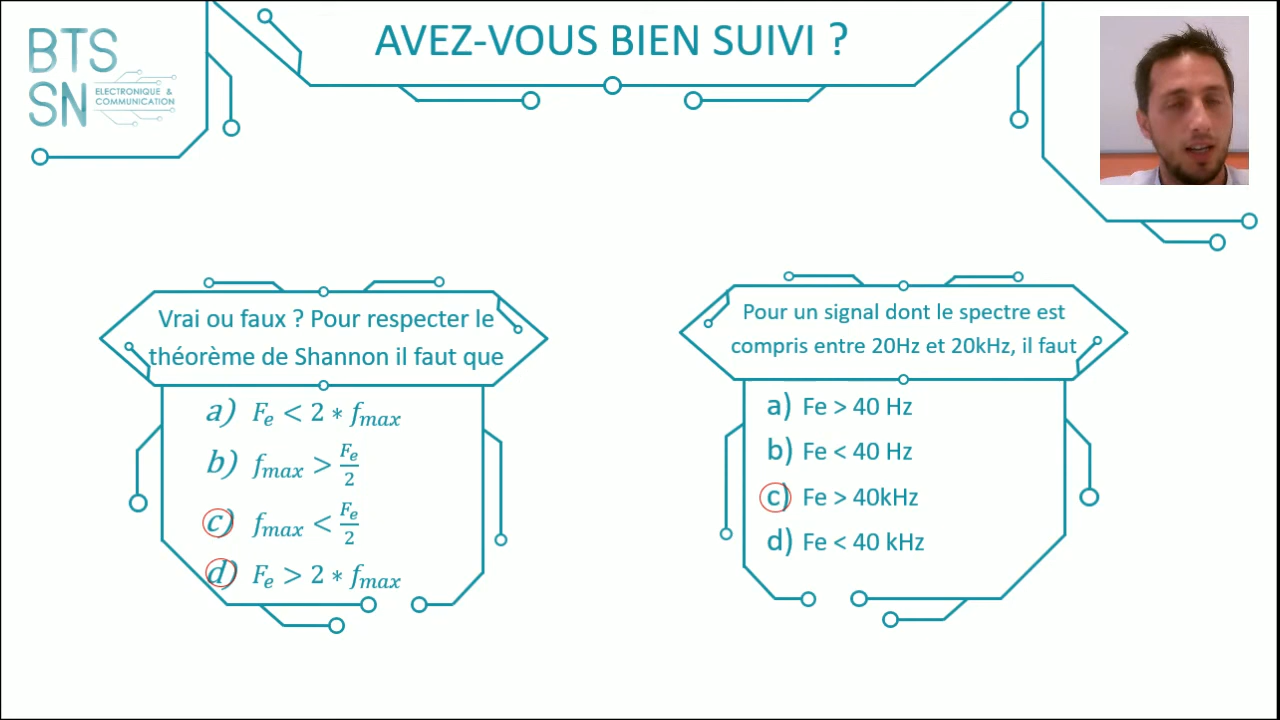 BTS
SN
ELECTRONIQUE &
COMMUNICATION
AVEZ-VOUS BIEN SUIVI ?
Vrai ou faux ? Pour respecter le
théorème de Shannon il faut que
a) Fₑ < 2 * fₘₐₓ
b) fₘₐₓ > Fₑ/2
c) fₘₐₓ < Fₑ/2
d) Fₑ > 2 * fₘₐₓ
Pour un signal dont le spectre est
compris entre 20Hz et 20kHz, il faut
a) Fe > 40 Hz
b) Fe < 40 Hz
c) Fe > 40kHz
d) Fe < 40 kHz